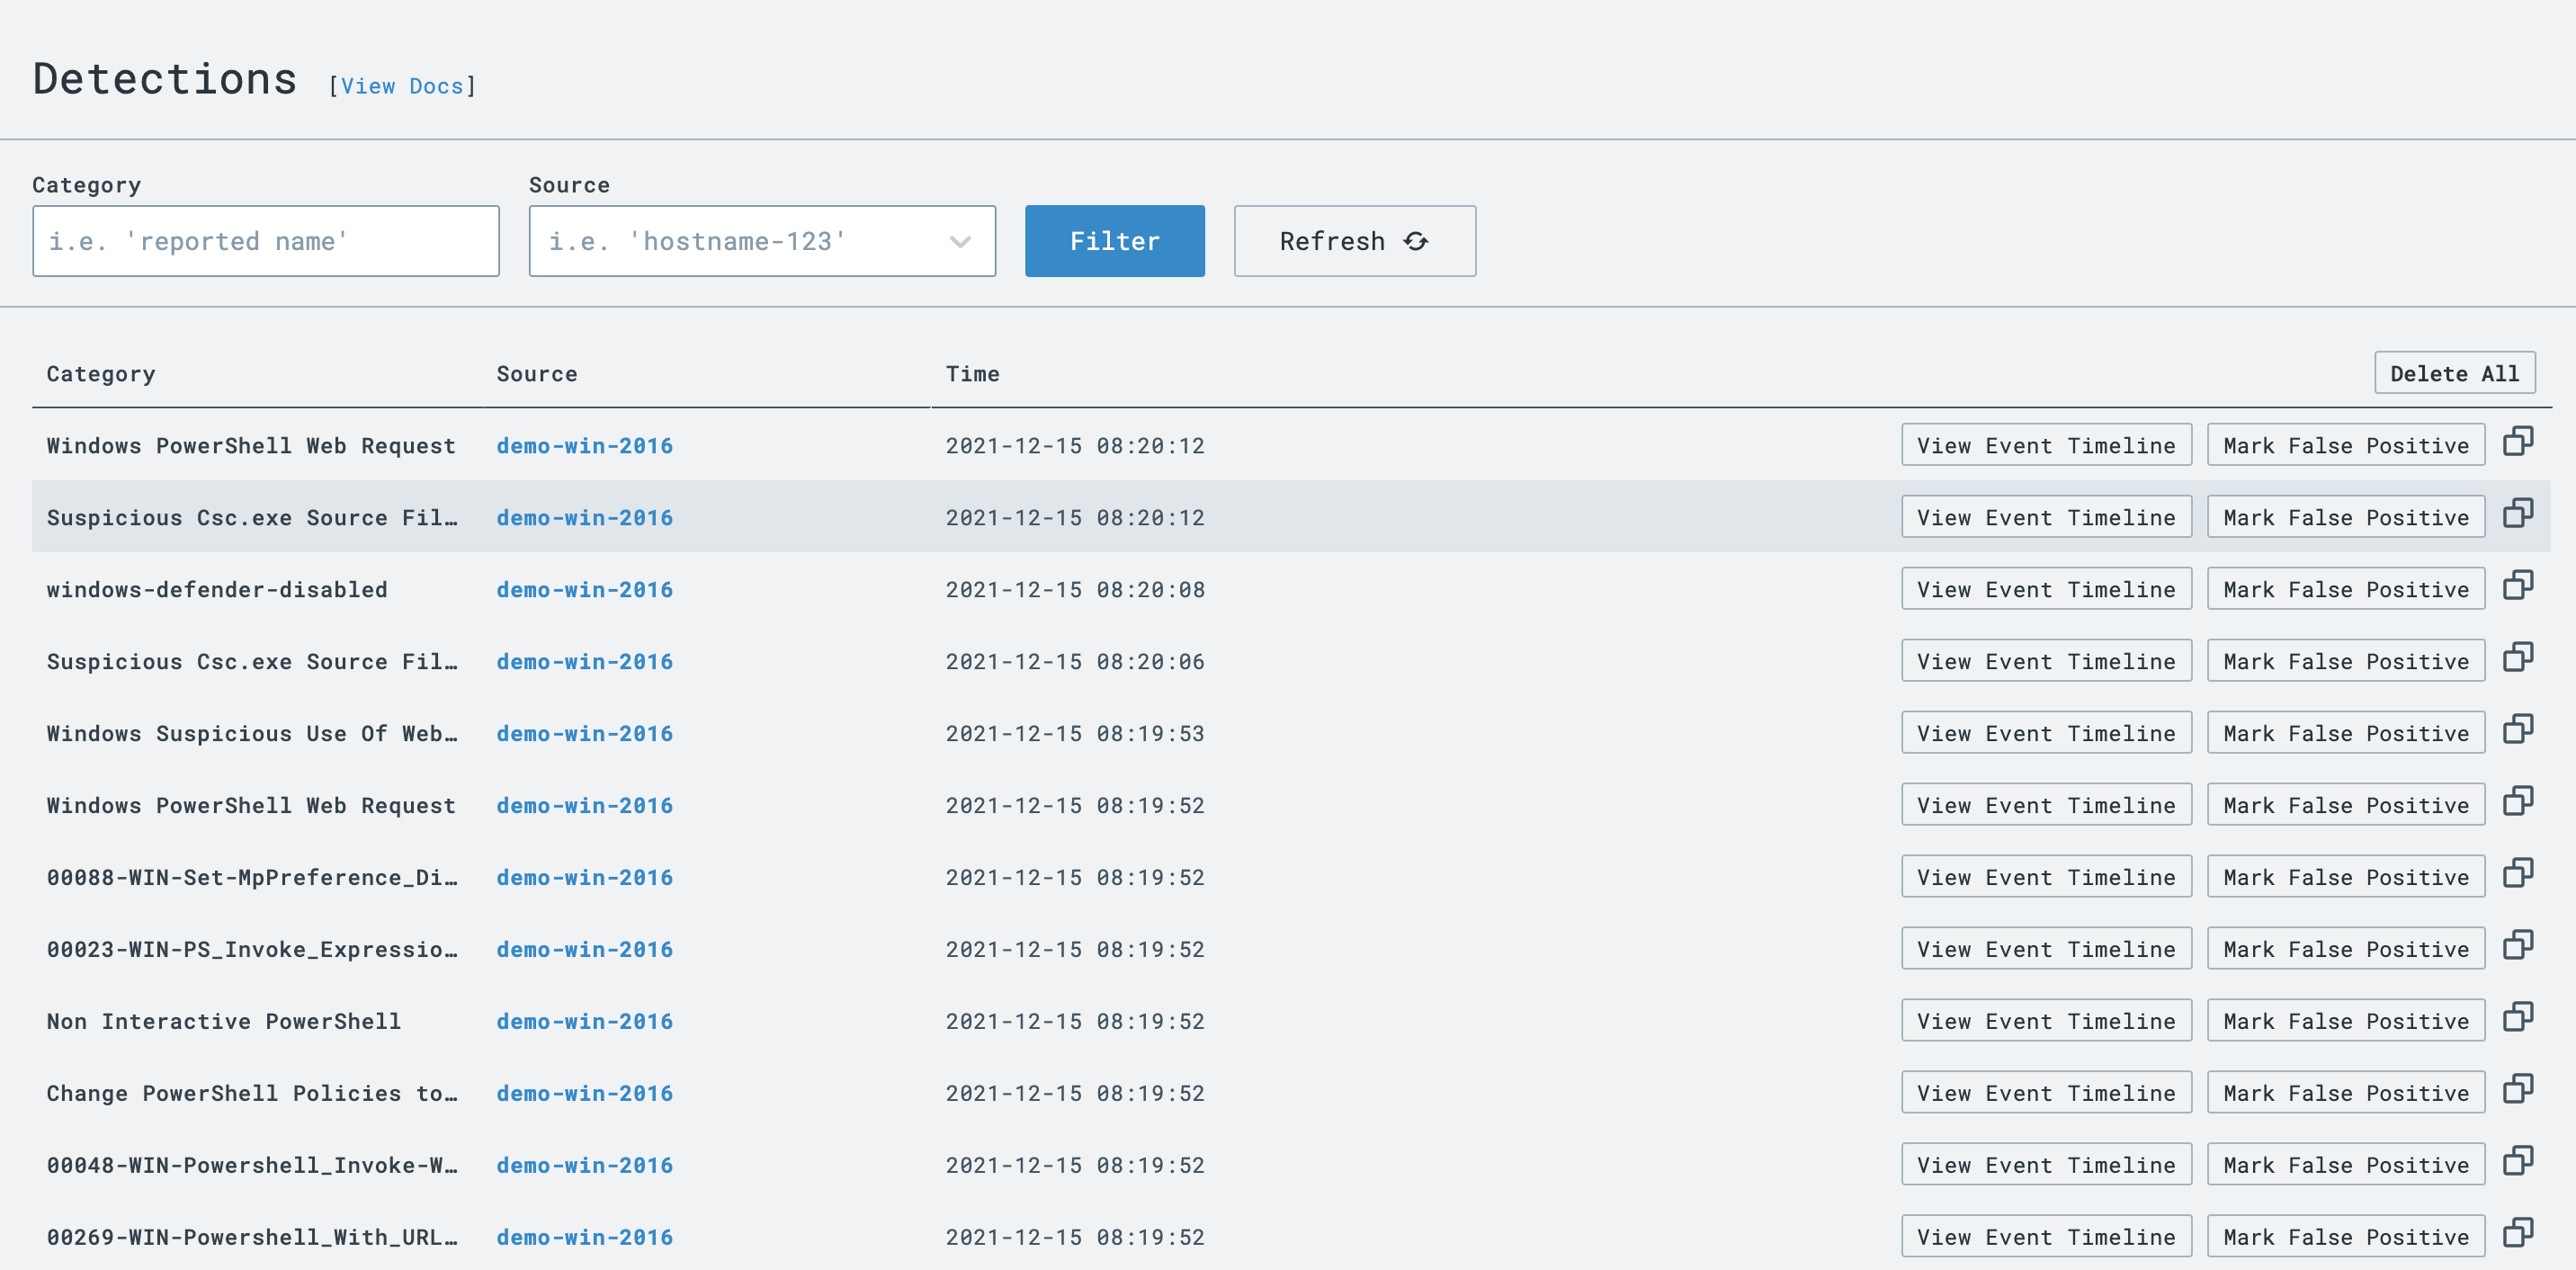 Detections [View Docs]
Category Source
i.e. 'reported name' i.e. 'hostname-123' Filter Refresh
Category Source Time Delete All
Windows PowerShell Web Request demo-win-2016 2021-12-15 08:20:12 View Event Timeline Mark False Positive
Suspicious Csc.exe Source Fil… demo-win-2016 2021-12-15 08:20:12 View Event Timeline Mark False Positive
windows-defender-disabled demo-win-2016 2021-12-15 08:20:08 View Event Timeline Mark False Positive
Suspicious Csc.exe Source Fil… demo-win-2016 2021-12-15 08:20:06 View Event Timeline Mark False Positive
Windows Suspicious Use Of Web… demo-win-2016 2021-12-15 08:19:53 View Event Timeline Mark False Positive
Windows PowerShell Web Request demo-win-2016 2021-12-15 08:19:52 View Event Timeline Mark False Positive
00088-WIN-Set-MpPreference_Di… demo-win-2016 2021-12-15 08:19:52 View Event Timeline Mark False Positive
00023-WIN-PS_Invoke_Expressio… demo-win-2016 2021-12-15 08:19:52 View Event Timeline Mark False Positive
Non Interactive PowerShell demo-win-2016 2021-12-15 08:19:52 View Event Timeline Mark False Positive
Change PowerShell Policies to… demo-win-2016 2021-12-15 08:19:52 View Event Timeline Mark False Positive
00048-WIN-Powershell_Invoke-W… demo-win-2016 2021-12-15 08:19:52 View Event Timeline Mark False Positive
00269-WIN-Powershell_With_URL… demo-win-2016 2021-12-15 08:19:52 View Event Timeline Mark False Positive